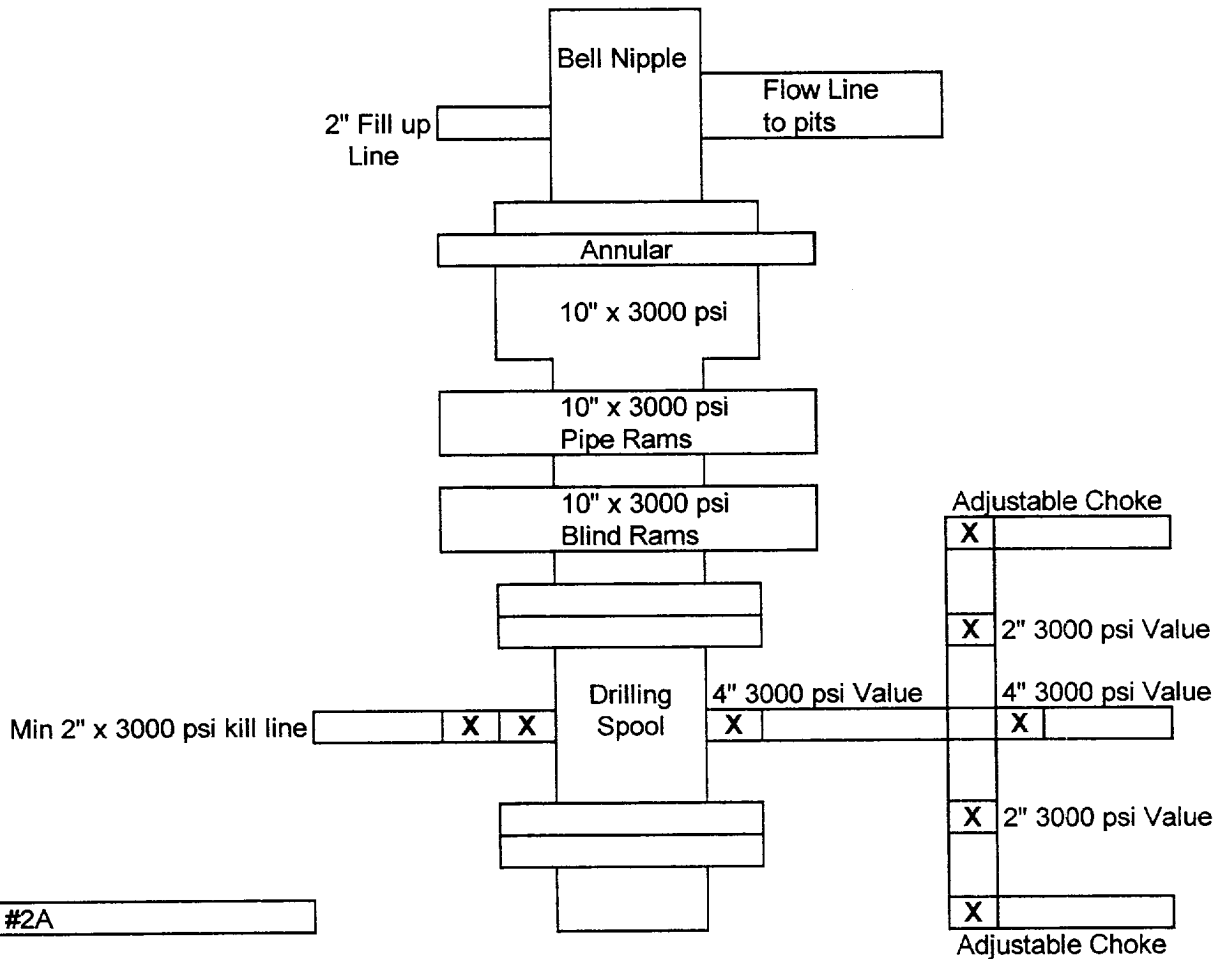 Bell Nipple
Flow Line
to pits
2" Fill up
Line
Annular
10" x 3000 psi
10" x 3000 psi
Pipe Rams
10" x 3000 psi
Blind Rams
Adjustable Choke
X
X
2" 3000 psi Value
Drilling
Spool
4" 3000 psi Value
4" 3000 psi Value
Min 2" x 3000 psi kill line
X
X
X
X
X
2" 3000 psi Value
#2A
X
Adjustable Choke